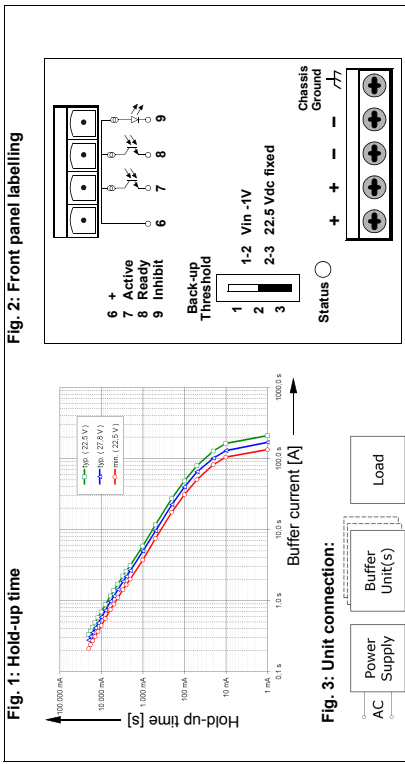 Fig. 1: Hold-up time
100.000 mA
10.000 mA
1.000 mA
100 mA
10 mA
1 mA
typ. ( 22,5 V )
typ. ( 27,8 V )
min. ( 22,5 V )
0,1 s
1,0 s
10,0 s
100,0 s
1000,0 s
Hold-up time [s]
Buffer current [A]
Fig. 2: Front panel labelling
6 +
7 Active
8 Ready
9 Inhibit
6 7 8 9
Back-up
Threshold
1
2
3
1-2 Vin -1V
2-3 22.5 Vdc fixed
Status
+ + – –
Chassis
Ground
Fig. 3: Unit connection:
AC
Power
Supply
Buffer
Unit(s)
Load